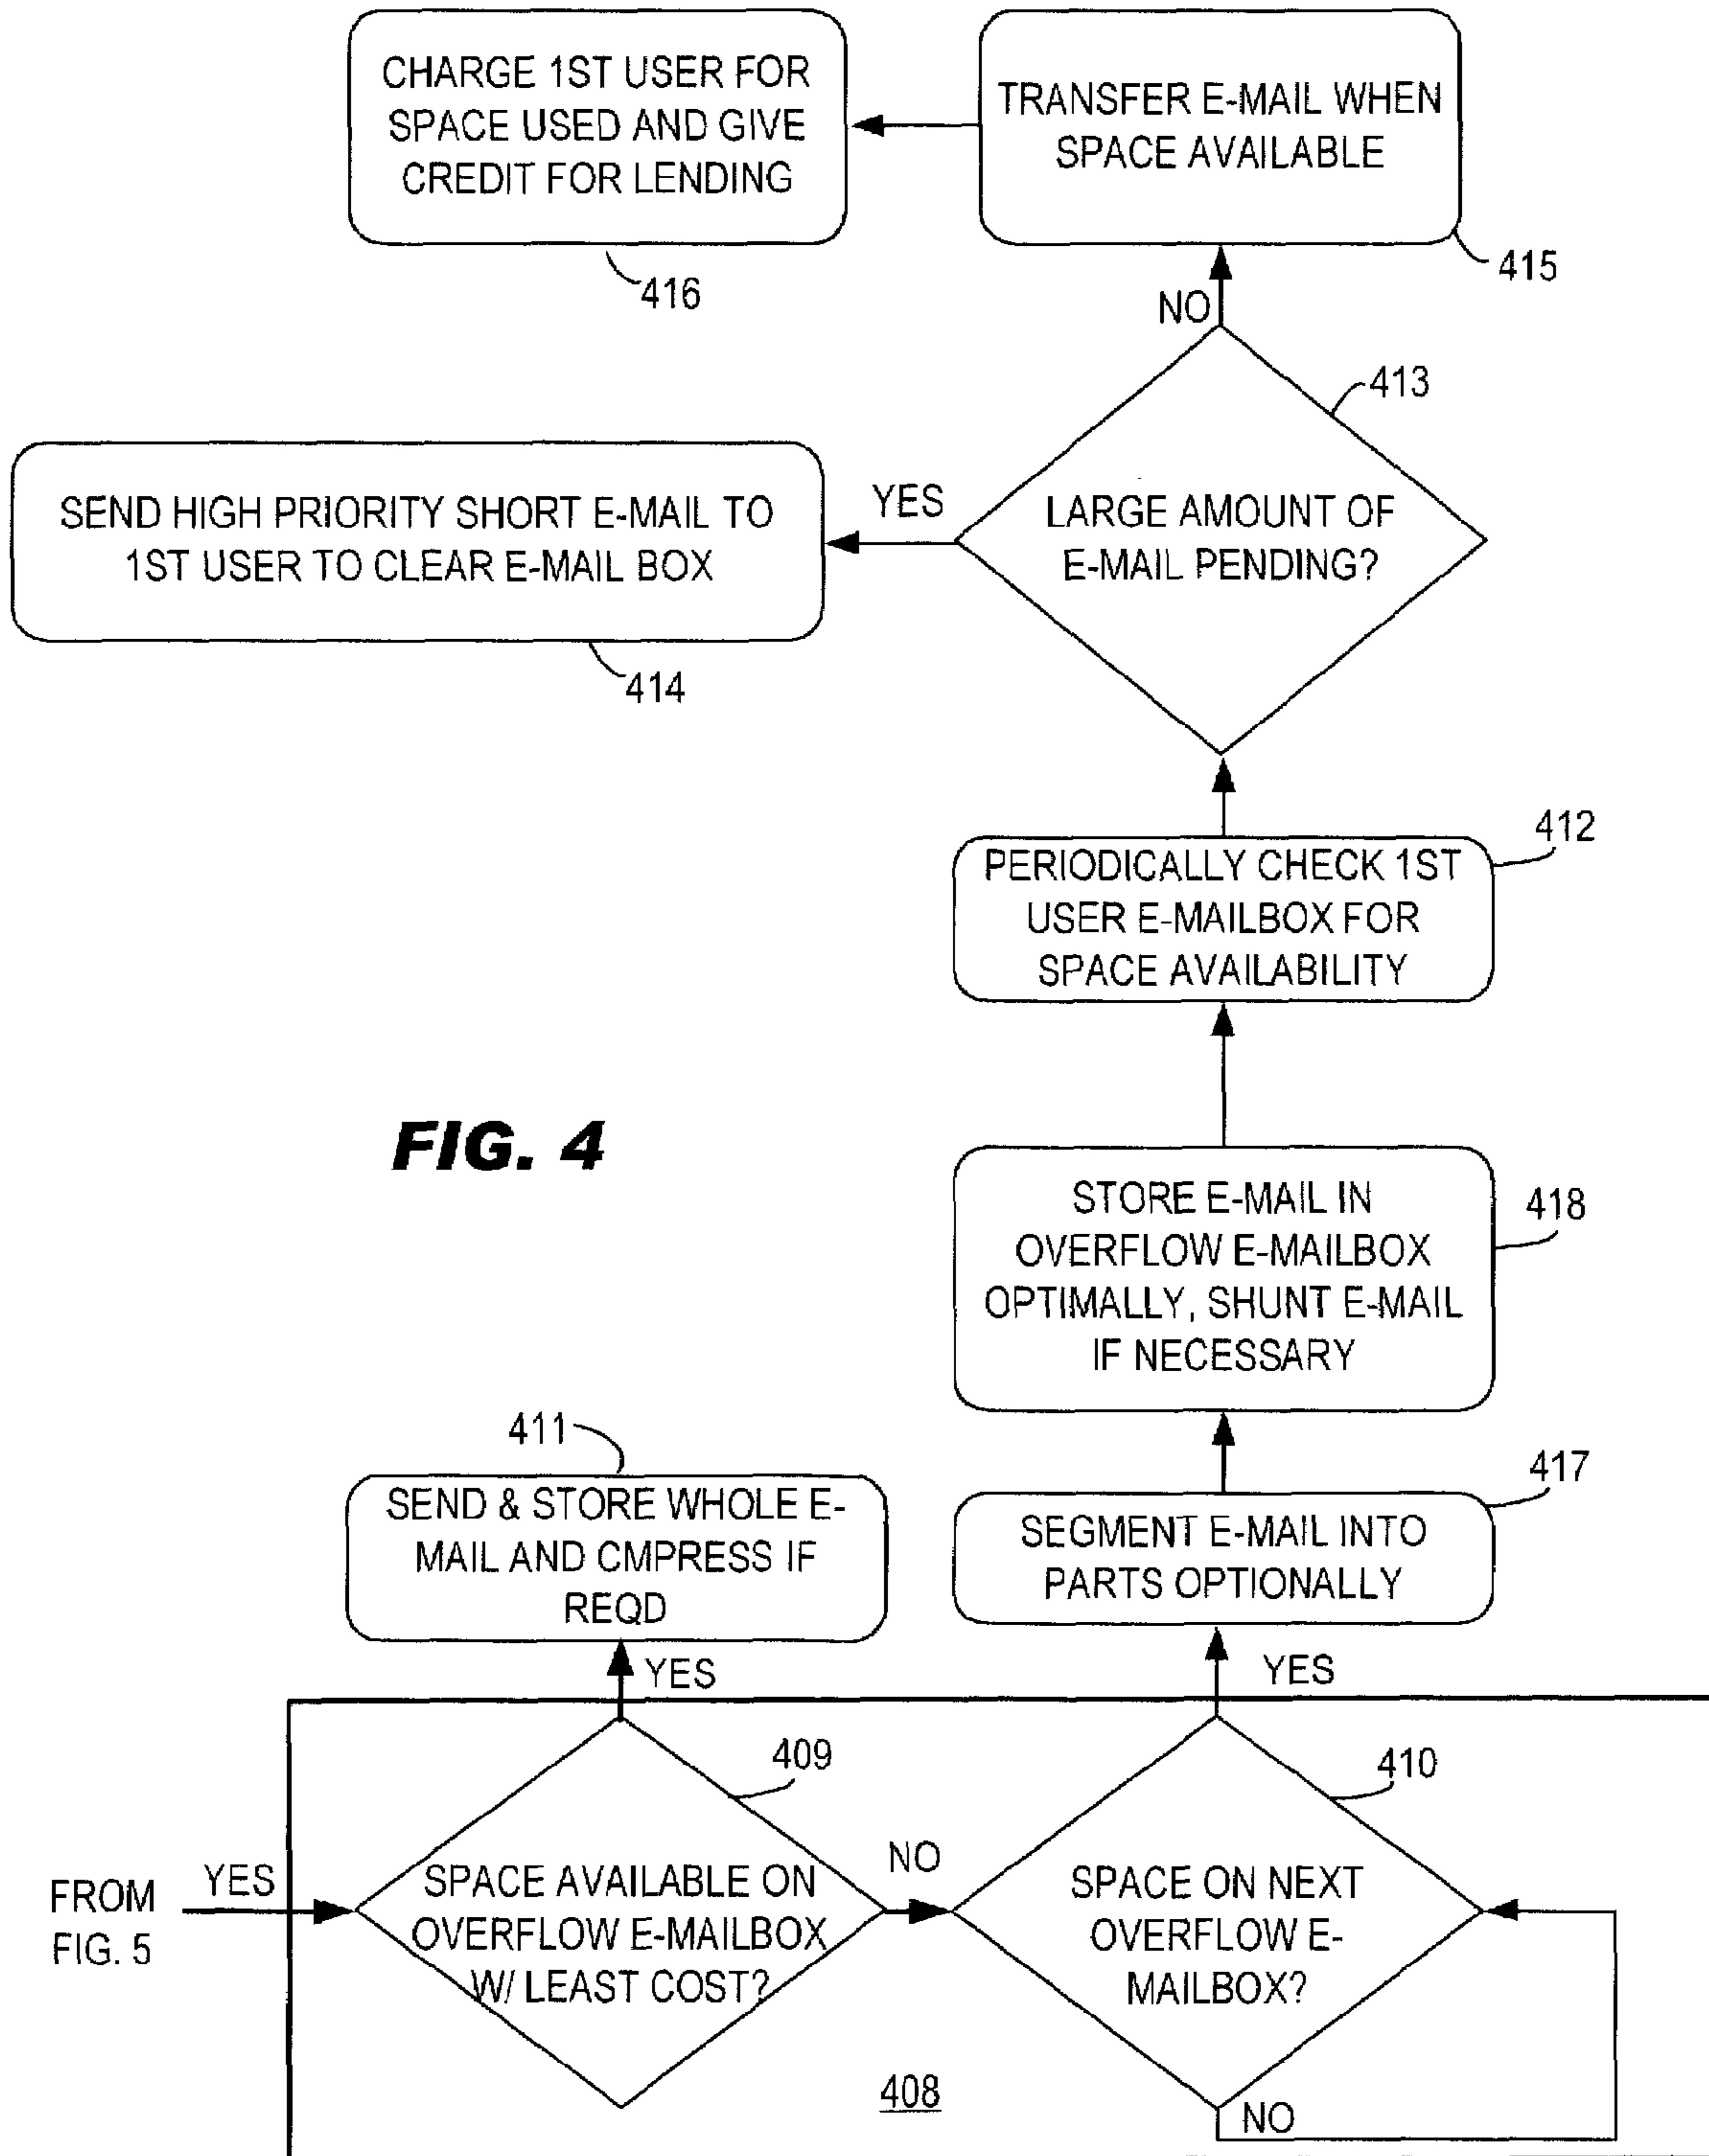 CHARGE 1ST USER FOR
SPACE USED AND GIVE
CREDIT FOR LENDING
416
TRANSFER E-MAIL WHEN
SPACE AVAILABLE
415
NO
413
SEND HIGH PRIORITY SHORT E-MAIL TO
1ST USER TO CLEAR E-MAIL BOX
414
YES
LARGE AMOUNT OF
E-MAIL PENDING?
412
PERIODICALLY CHECK 1ST
USER E-MAILBOX FOR
SPACE AVAILABILITY
FIG. 4
STORE E-MAIL IN
OVERFLOW E-MAILBOX
OPTIMALLY, SHUNT E-MAIL
IF NECESSARY
418
411
SEND & STORE WHOLE E-
MAIL AND CMPRESS IF
REQD
417
SEGMENT E-MAIL INTO
PARTS OPTIONALLY
YES
YES
409
410
FROM
FIG. 5
YES
SPACE AVAILABLE ON
OVERFLOW E-MAILBOX
W/ LEAST COST?
NO
SPACE ON NEXT
OVERFLOW E-
MAILBOX?
408
NO